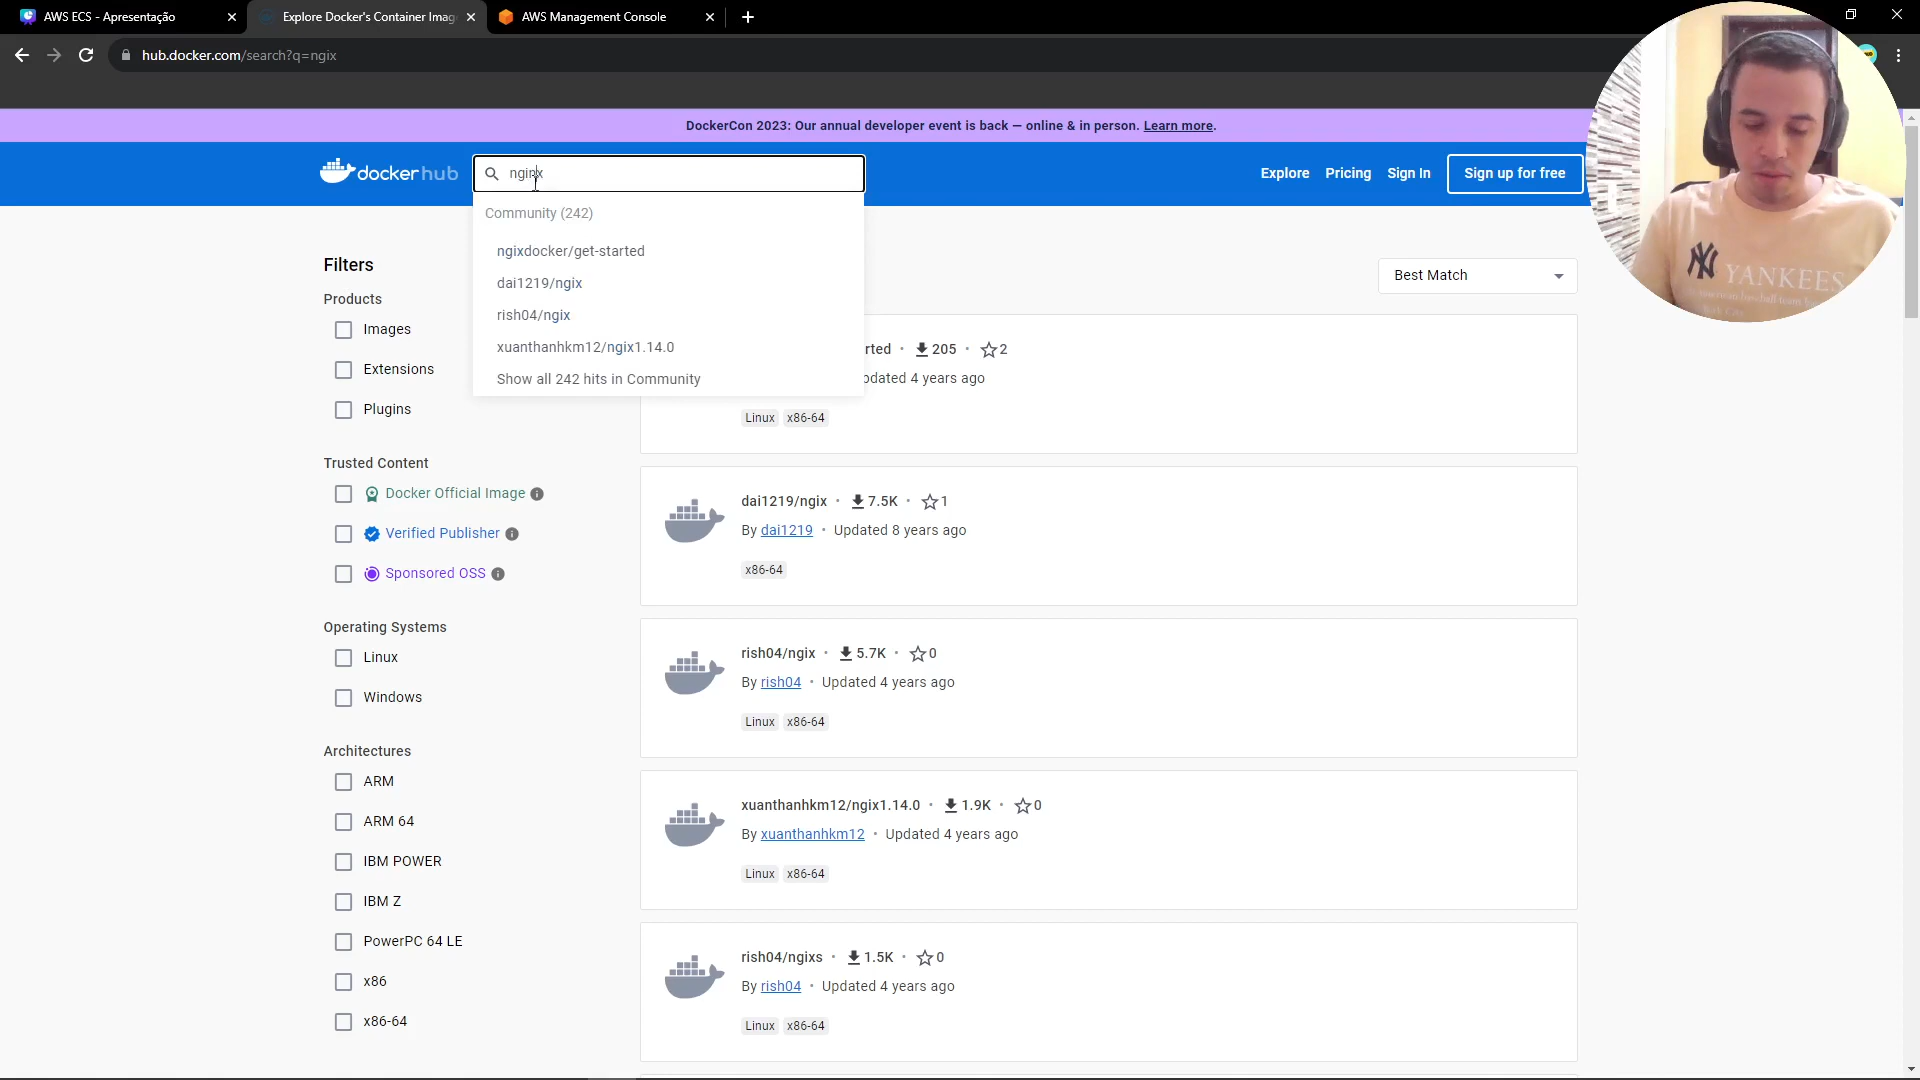 AWS ECS - Apresentação
Explore Docker's Container Imag
AWS Management Console
hub.docker.com/search?q=ngix
DockerCon 2023: Our annual developer event is back — online & in person. Learn more.
docker hub
nginx
Explore
Pricing
Sign In
Sign up for free
Community (242)
ngixdocker/get-started
dai1219/ngix
rish04/ngix
xuanthanhkm12/ngix1.14.0
Show all 242 hits in Community
Filters
Products
Images
Extensions
Plugins
Trusted Content
Docker Official Image
Verified Publisher
Sponsored OSS
Operating Systems
Linux
Windows
Architectures
ARM
ARM 64
IBM POWER
IBM Z
PowerPC 64 LE
x86
x86-64
Best Match
rted • 205 • 2
pdated 4 years ago
Linux x86-64
dai1219/ngix • 7.5K • 1
By dai1219 • Updated 8 years ago
x86-64
rish04/ngix • 5.7K • 0
By rish04 • Updated 4 years ago
Linux x86-64
xuanthanhkm12/ngix1.14.0 • 1.9K • 0
By xuanthanhkm12 • Updated 4 years ago
Linux x86-64
rish04/ngixs • 1.5K • 0
By rish04 • Updated 4 years ago
Linux x86-64
NY
YANKEES